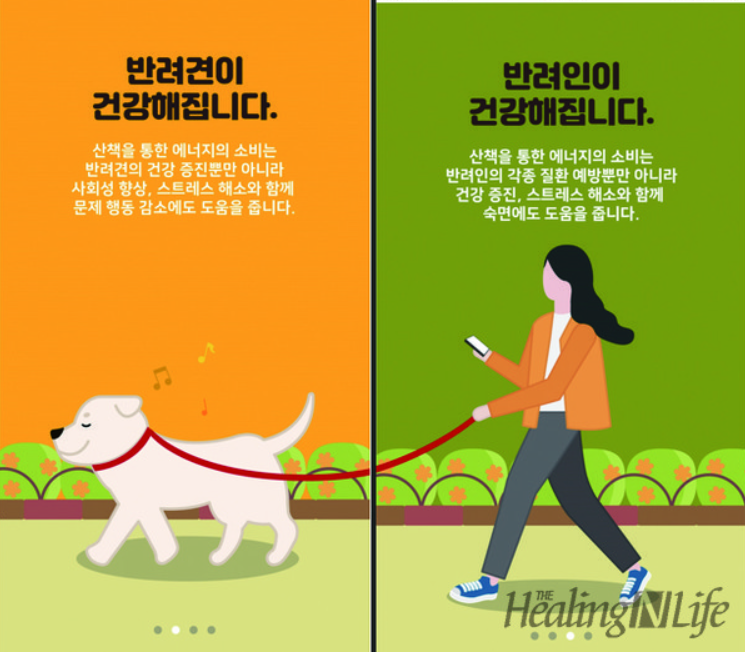 반려견이
건강해집니다.
산책을 통한 에너지의 소비는
반려견의 건강 증진뿐만 아니라
사회성 향상, 스트레스 해소와 함께
문제 행동 감소에도 도움을 줍니다.
반려인이
건강해집니다.
산책을 통한 에너지의 소비는
반려인의 각종 질환 예방뿐만 아니라
건강 증진, 스트레스 해소와 함께
숙면에도 도움을 줍니다.
THE
Healing N Life